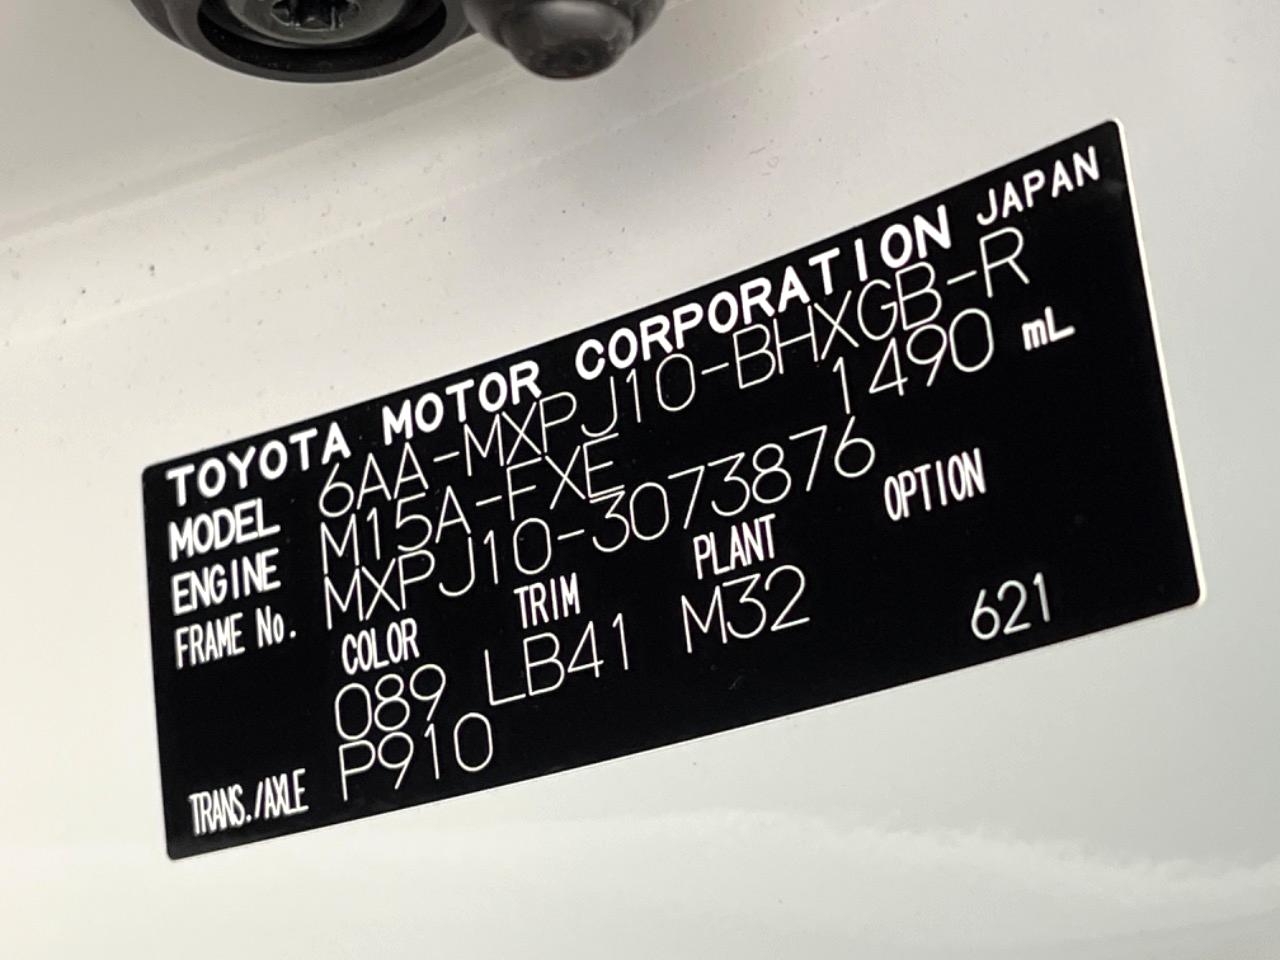 TOYOTA MOTOR CORPORATION JAPAN
MODEL 6AA-MXPJ10-BHXGB-R
ENGINE M15A-FXE 1490 mL
FRAME No. MXPJ10-3073876
COLOR TRIM PLANT OPTION
089 LB41 M32 621
TRANS./AXLE P910